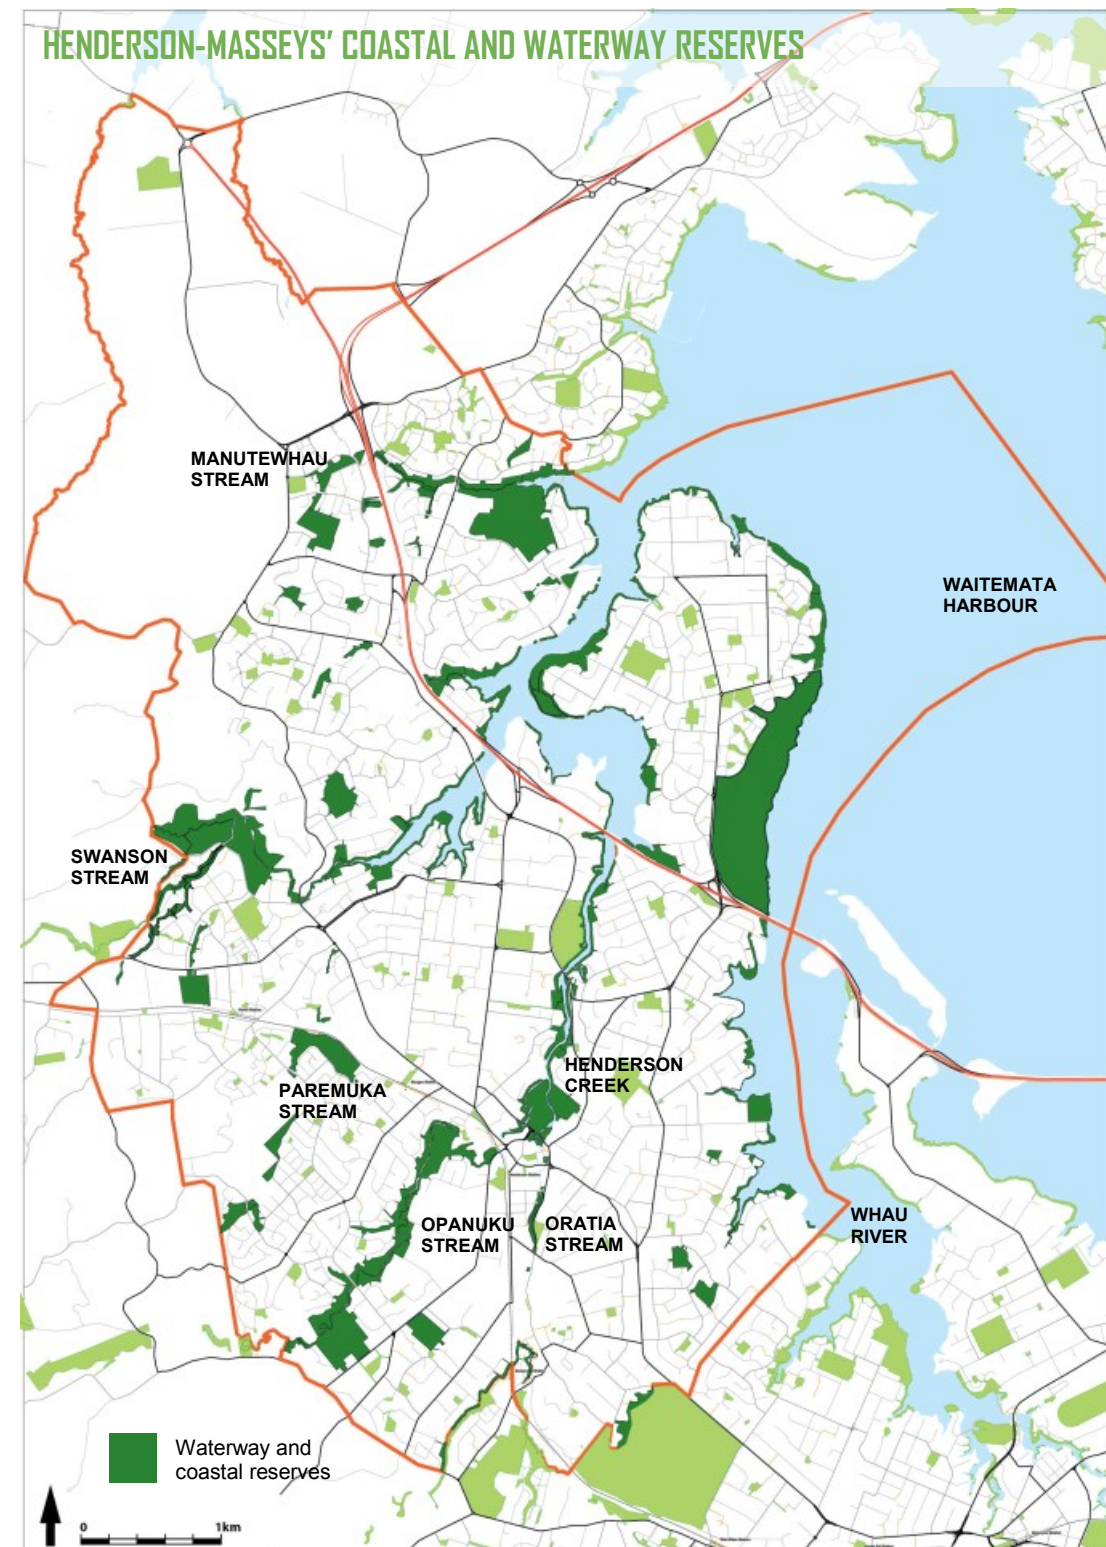 HENDERSON-MASSEYS' COASTAL AND WATERWAY RESERVES
MANUTEWHAU
STREAM
WAITEMATA
HARBOUR
SWANSON
STREAM
HENDERSON
CREEK
PAREMUKA
STREAM
OPANUKU
STREAM
ORATIA
STREAM
WHAU
RIVER
Waterway and
coastal reserves
0 1km